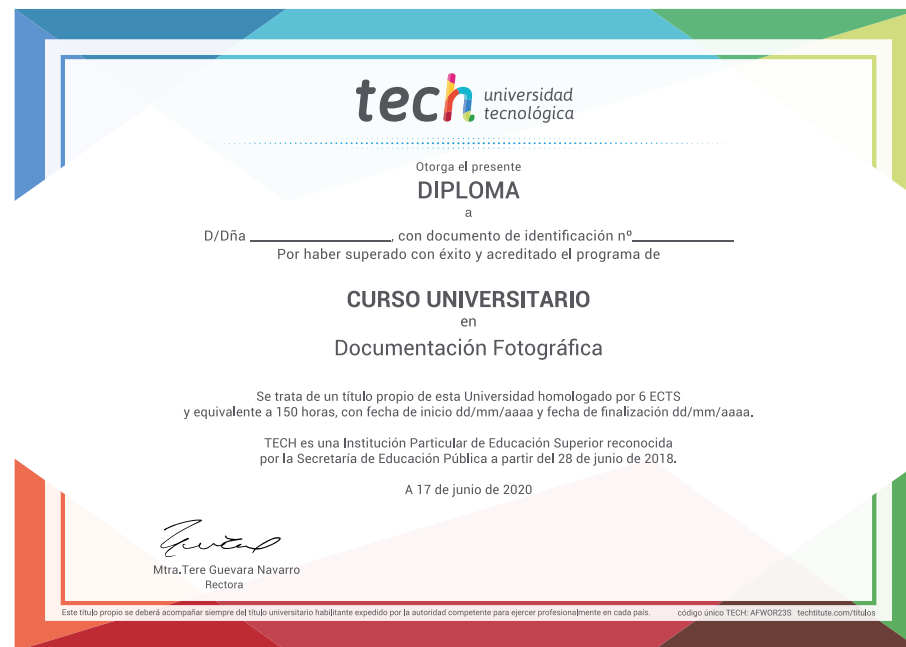 tech universidad
tecnológica
Otorga el presente
DIPLOMA
a
D/Dña ______________, con documento de identificación nº__________
Por haber superado con éxito y acreditado el programa de
CURSO UNIVERSITARIO
en
Documentación Fotográfica
Se trata de un título propio de esta Universidad homologado por 6 ECTS
y equivalente a 150 horas, con fecha de inicio dd/mm/aaaa y fecha de finalización dd/mm/aaaa.
TECH es una Institución Particular de Educación Superior reconocida
por la Secretaría de Educación Pública a partir del 28 de junio de 2018.
A 17 de junio de 2020
Mtra.Tere Guevara Navarro
Rectora
Este título propio se deberá acompañar siempre del título universitario habilitante expedido por la autoridad competente para ejercer profesionalmente en cada país. código único TECH: AFWOR23S techtitute.com/titulos